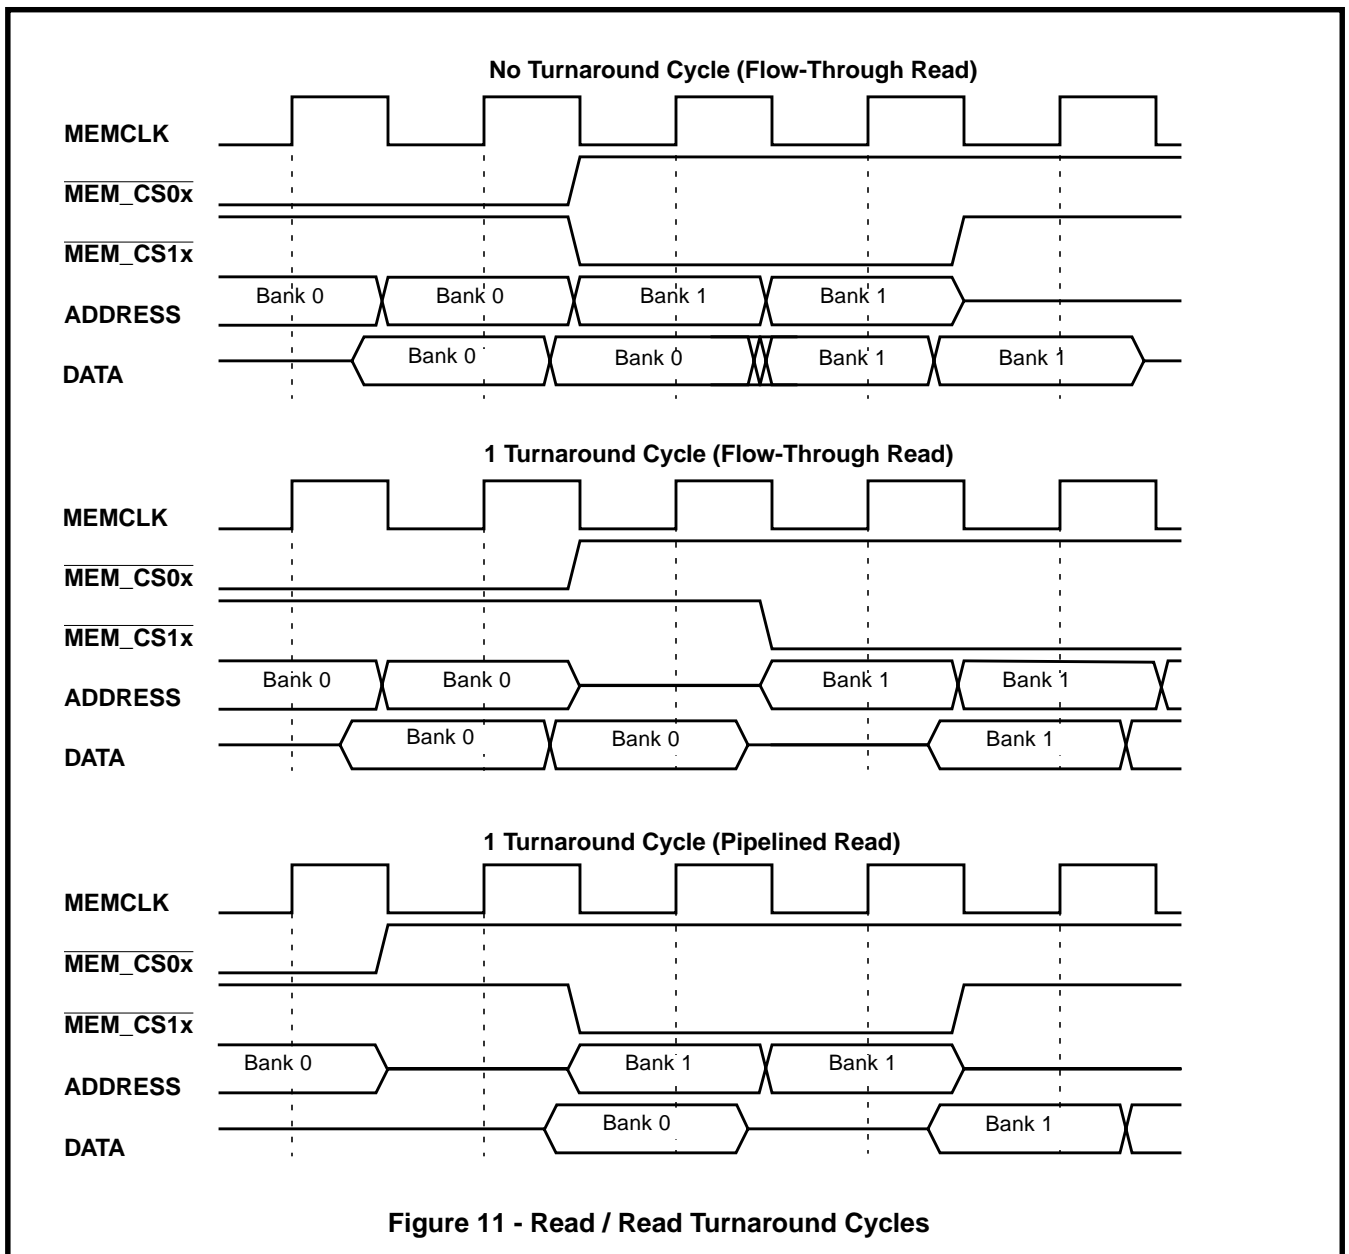 No Turnaround Cycle (Flow-Through Read)
MEMCLK
MEM_CS0x
MEM_CS1x
ADDRESS Bank 0 Bank 0 Bank 1 Bank 1
DATA Bank 0 Bank 0 Bank 1 Bank 1
1 Turnaround Cycle (Flow-Through Read)
MEMCLK
MEM_CS0x
MEM_CS1x
ADDRESS Bank 0 Bank 0 Bank 1 Bank 1
DATA Bank 0 Bank 0 Bank 1
1 Turnaround Cycle (Pipelined Read)
MEMCLK
MEM_CS0x
MEM_CS1x
ADDRESS Bank 0 Bank 1 Bank 1
DATA Bank 0 Bank 1
Figure 11 - Read / Read Turnaround Cycles